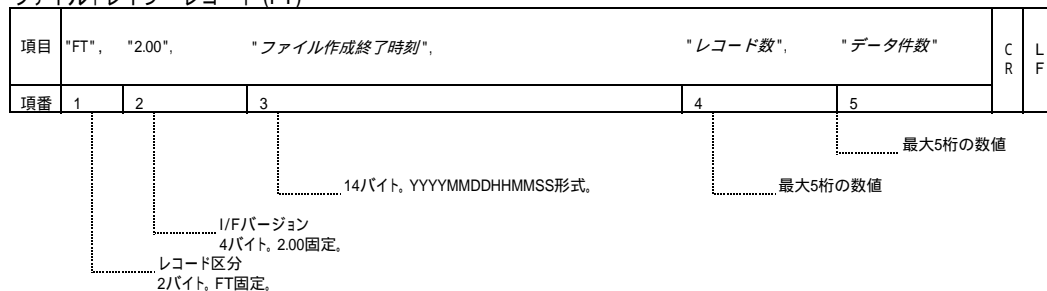 ファイルトレイラーレコード (FT)
項目 "FT", "2.00", "ファイル作成終了時刻", "レコード数", "データ件数" CR LF
項番 1 2 3 4 5
最大5桁の数値
14バイト。YYYYMMDDHHMMSS形式。 最大5桁の数値
I/Fバージョン
4バイト。2.00固定。
レコード区分
2バイト。FT固定。